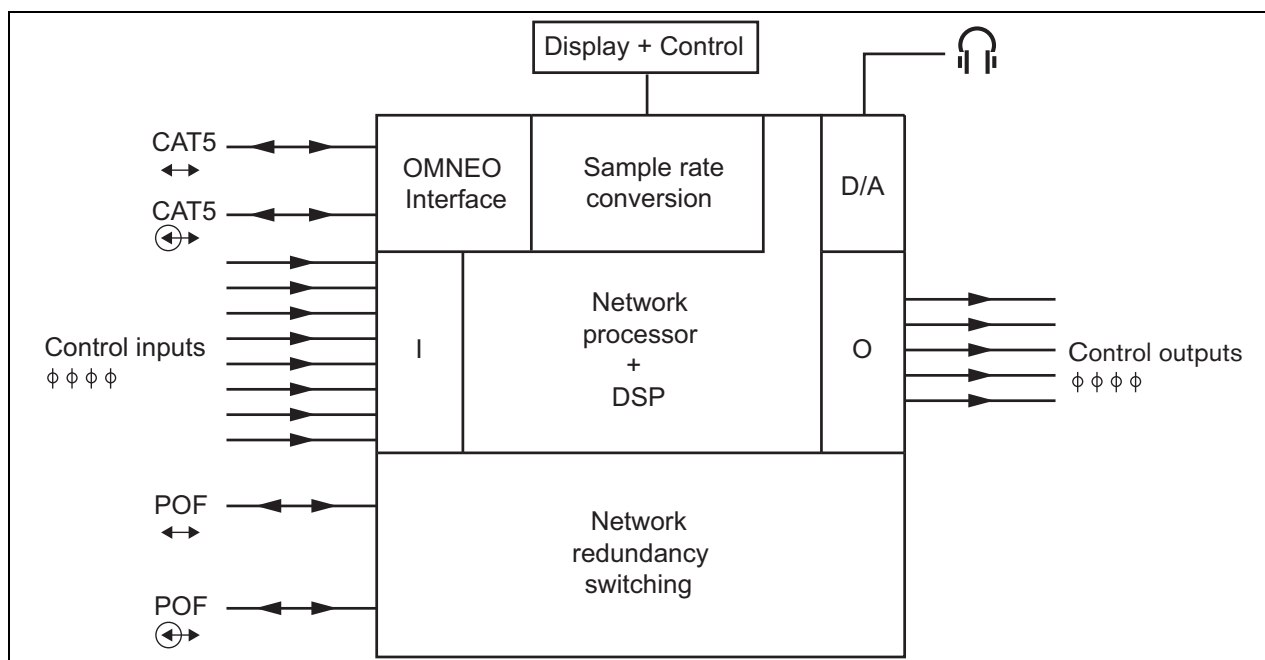 Display + Control
CAT5
CAT5
OMNEO
Interface
Sample rate
conversion
D/A
Control inputs
I
Network
processor
+
DSP
O
Control outputs
POF
POF
Network
redundancy
switching